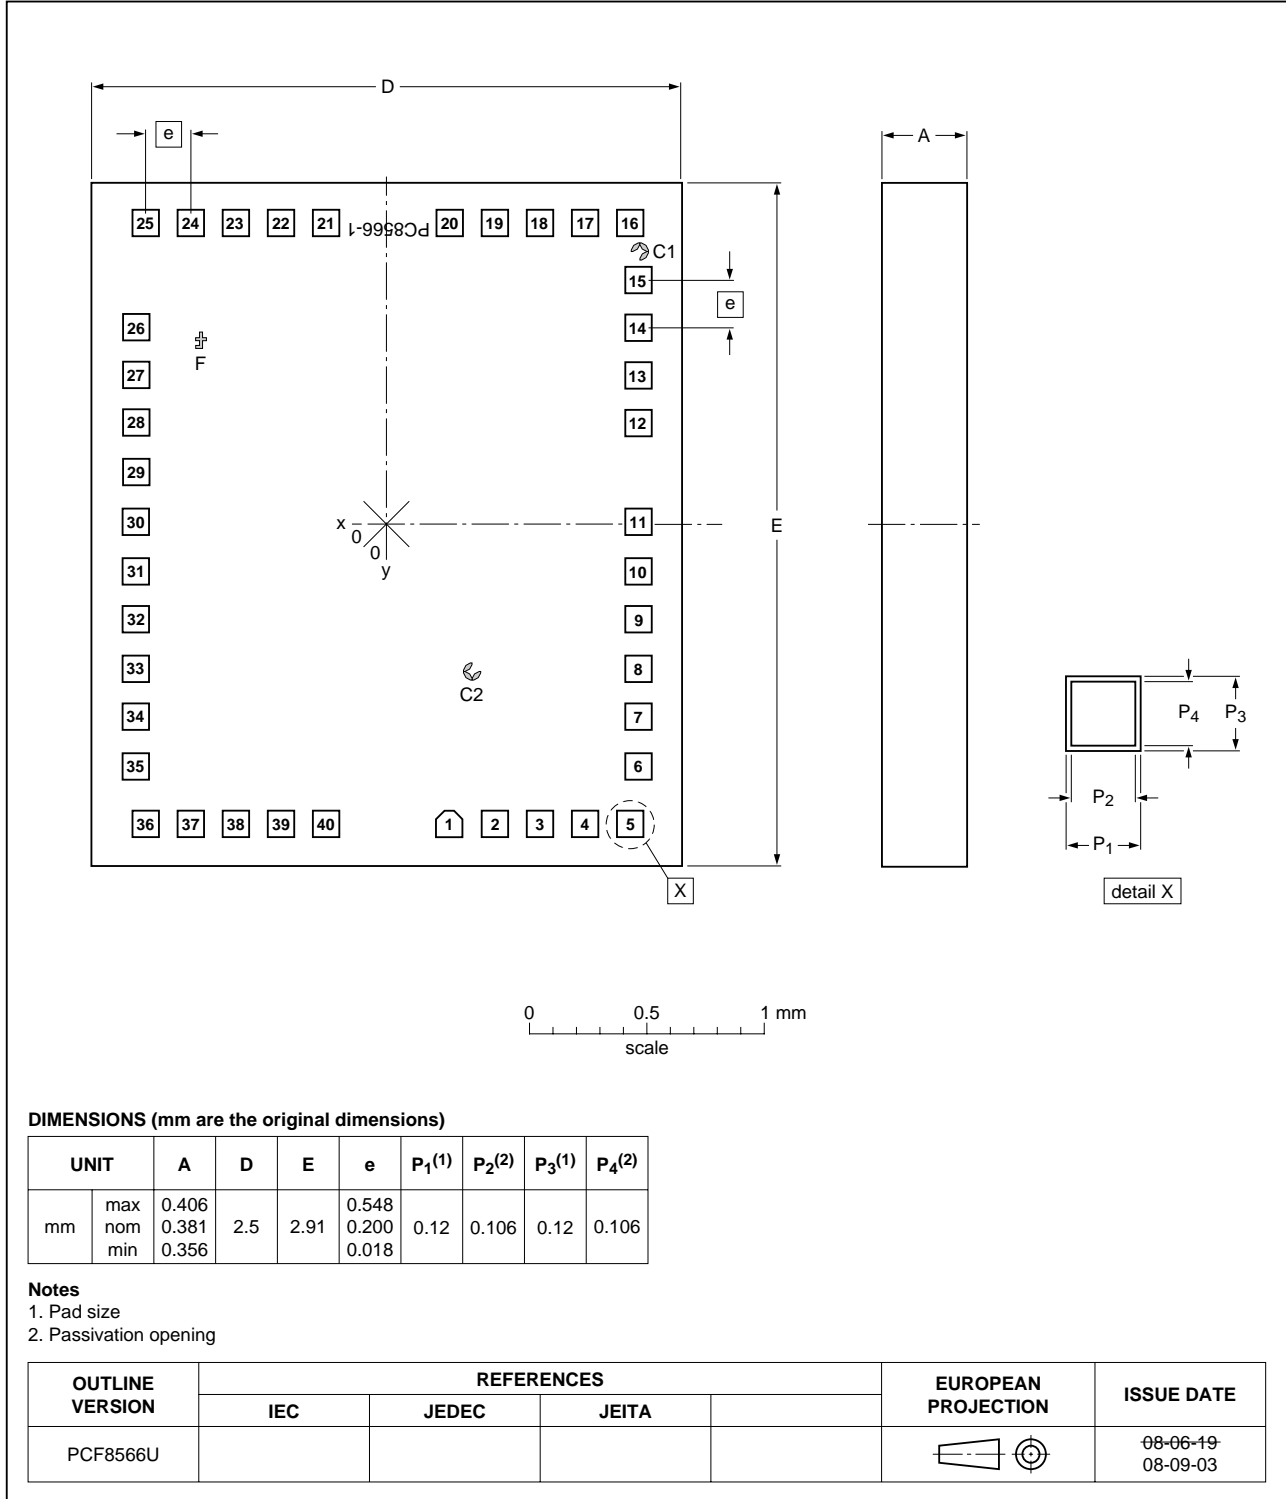 D
e
A
25 24 23 22 21 PC8566-1 20 19 18 17 16
C1
15
e
26 14
F
27 13
28 12
29
x 30 11 E
0
0
y
31 10
32 9
33 8
C2
34 7
35 6
36 37 38 39 40 1 2 3 4 5
X
P4 P3
P2
P1
detail X
0 0.5 1 mm
scale
DIMENSIONS (mm are the original dimensions)
UNIT A D E e P1(1) P2(2) P3(1) P4(2)
mm max nom min 0.406 0.381 0.356 2.5 2.91 0.548 0.200 0.018 0.12 0.106 0.12 0.106
Notes
1. Pad size
2. Passivation opening
OUTLINE VERSION REFERENCES EUROPEAN PROJECTION ISSUE DATE
IEC JEDEC JEITA
PCF8566U 08-06-19
08-09-03